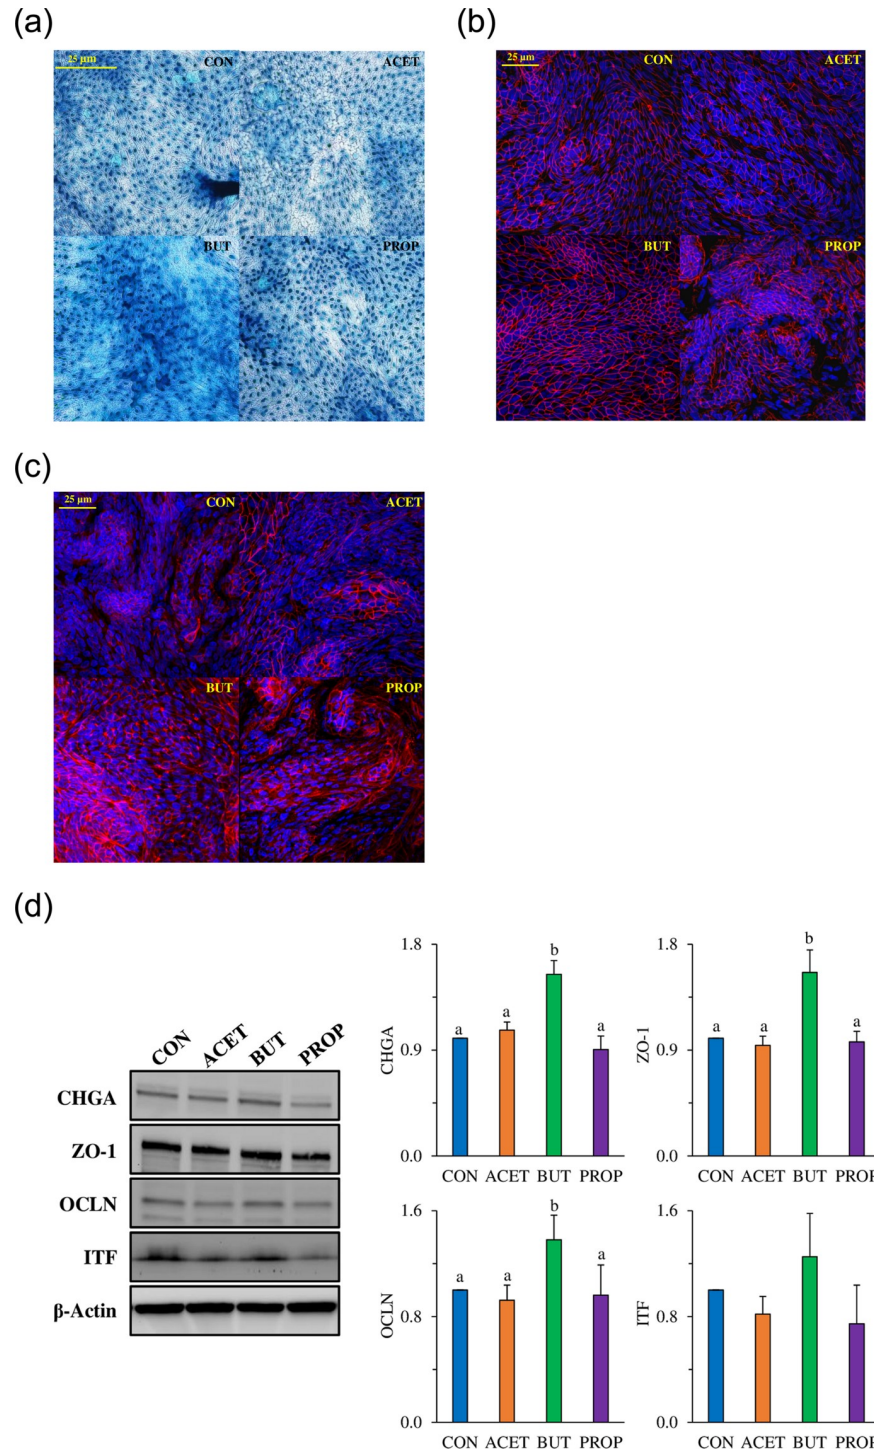 (a)
(b)
25 µm
CON
ACET
BUT
PROP
25 µm
CON
ACET
BUT
PROP
(c)
25 µm
CON
ACET
BUT
PROP
(d)
CON
ACET
BUT
PROP
CHGA
ZO-1
OCLN
ITF
β-Actin
1.8
0.9
0.0
CHGA
a
a
b
a
CON ACET BUT PROP
1.8
0.9
0.0
ZO-1
a
a
b
a
CON ACET BUT PROP
1.6
0.8
0.0
OCLN
a
a
b
a
CON ACET BUT PROP
1.6
0.8
0.0
ITF
CON ACET BUT PROP